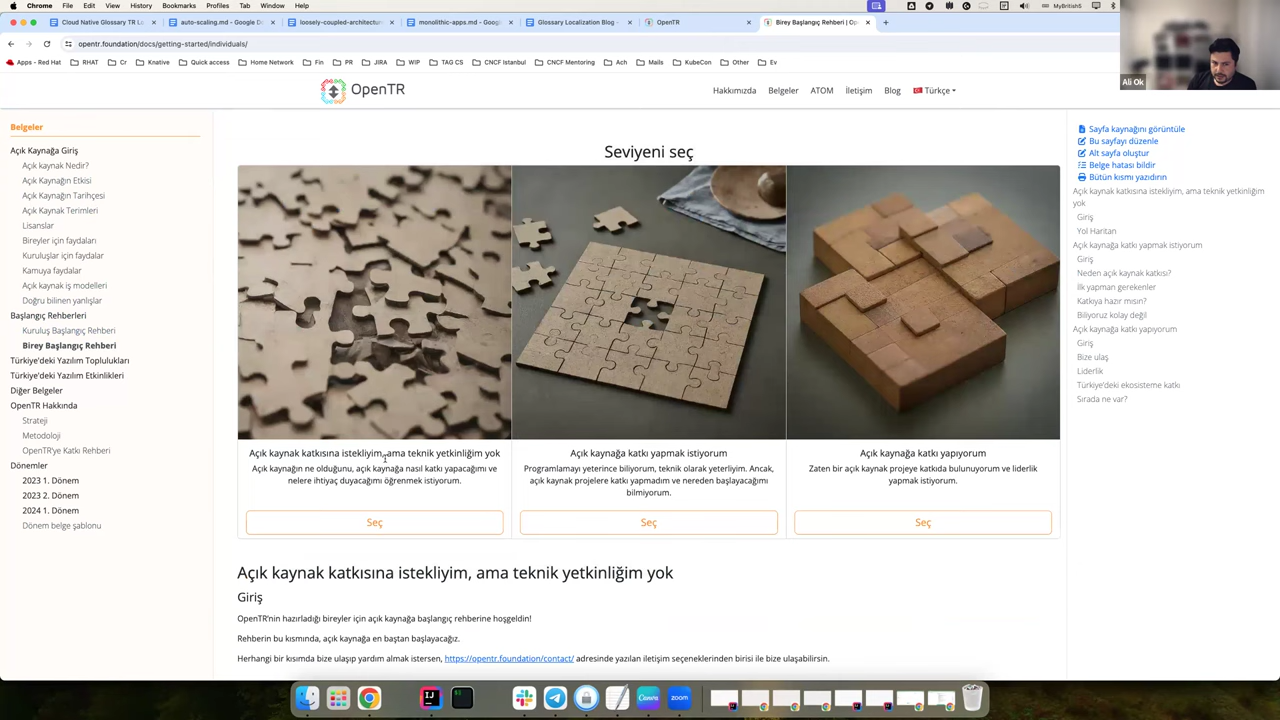 Chrome File Edit View History Bookmarks Profiles Tab Window Help
MyBritishS
Cloud Native Glossary TR Lo
auto-scaling.md - Google Do
loosely-coupled-architectur
monolithic-apps.md - Googl
Glossary Localization Blog -
OpenTR
Birey Başlangıç Rehberi | Op
opentr.foundation/docs/getting-started/individuals/
Apps - Red Hat RHAT Cr Knative Quick access Home Network Fin PR JIRA WIP TAG CS CNCF Istanbul CNCF Mentoring Ach Mails KubeCon Other Ev
Ali Ok
OpenTR
Hakkımızda Belgeler ATOM İletişim Blog Türkçe
Belgeler
Açık Kaynağa Giriş
Açık kaynak Nedir?
Açık Kaynağın Etkisi
Açık Kaynağın Tarihçesi
Açık Kaynak Terimleri
Lisanslar
Bireyler için faydaları
Kuruluşlar için faydaları
Kamuya faydaları
Açık kaynak iş modelleri
Doğru bilinen yanlışlar
Başlangıç Rehberleri
Kuruluş Başlangıç Rehberi
Birey Başlangıç Rehberi
Türkiye'deki Yazılım Toplulukları
Türkiye'deki Yazılım Etkinlikleri
Diğer Belgeler
OpenTR Hakkında
Strateji
Metodoloji
OpenTR'ye Katkı Rehberi
Dönemler
2023 1. Dönem
2023 2. Dönem
2024 1. Dönem
Dönem belge şablonu
Seviyeni seç
Açık kaynak katkısına istekliyim, ama teknik yetkinliğim yok
Açık kaynağın ne olduğunu, açık kaynağa nasıl katkı yapacağımı ve
nelere ihtiyaç duyacağımı öğrenmek istiyorum.
Seç
Açık kaynağa katkı yapmak istiyorum
Programlamayı yeterince biliyorum, teknik olarak yeterliyim. Ancak,
açık kaynak projelere katkı yapmadım ve nereden başlayacağımı
bilmiyorum.
Seç
Açık kaynağa katkı yapıyorum
Zaten bir açık kaynak projeye katkıda bulunuyorum ve liderlik
yapmak istiyorum.
Seç
Açık kaynak katkısına istekliyim, ama teknik yetkinliğim yok
Giriş
OpenTR'nin hazırladığı bireyler için açık kaynağa başlangıç rehberine hoşgeldin!
Rehberin bu kısmında, açık kaynağa en baştan başlayacağız.
Herhangi bir kısımda bize ulaşıp yardım almak istersen, https://opentr.foundation/contact/ adresinde yazılan iletişim seçeneklerinden birisi ile bize ulaşabilirsin.
Sayfa kaynağını görüntüle
Bu sayfayı düzenle
Alt sayfa oluştur
Belge hatası bildir
Bütün kısmı yazdırın
Açık kaynak katkısına istekliyim, ama teknik yetkinliğim
yok
Giriş
Yol Haritan
Açık kaynağa katkı yapmak istiyorum
Giriş
Neden açık kaynak katkısı?
İlk yapman gerekenler
Katkıya hazır mısın?
Biliyoruz kolay değil
Açık kaynağa katkı yapıyorum
Giriş
Bize ulaş
Liderlik
Türkiye'deki ekosisteme katkı
Sırada ne var?
Canva
zoom